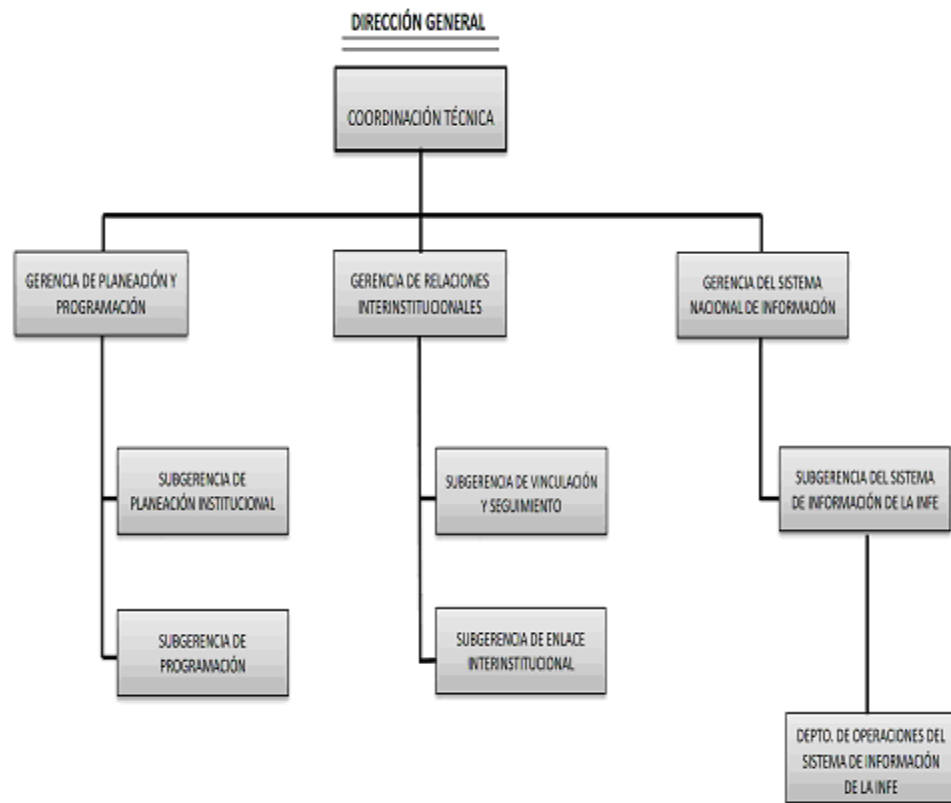 DIRECCIÓN GENERAL
COORDINACIÓN TÉCNICA
GERENCIA DE PLANEACIÓN Y
PROGRAMACIÓN
GERENCIA DE RELACIONES
INTERINSTITUCIONALES
GERENCIA DEL SISTEMA
NACIONAL DE INFORMACIÓN
SUBGERENCIA DE
PLANEACIÓN INSTITUCIONAL
SUBGERENCIA DE VINCULACIÓN
Y SEGUIMIENTO
SUBGERENCIA DEL SISTEMA
DE INFORMACIÓN DE LA INFE
SUBGERENCIA DE
PROGRAMACIÓN
SUBGERENCIA DE ENLACE
INTERINSTITUCIONAL
DEPTO. DE OPERACIONES DEL
SISTEMA DE INFORMACIÓN
DE LA INFE